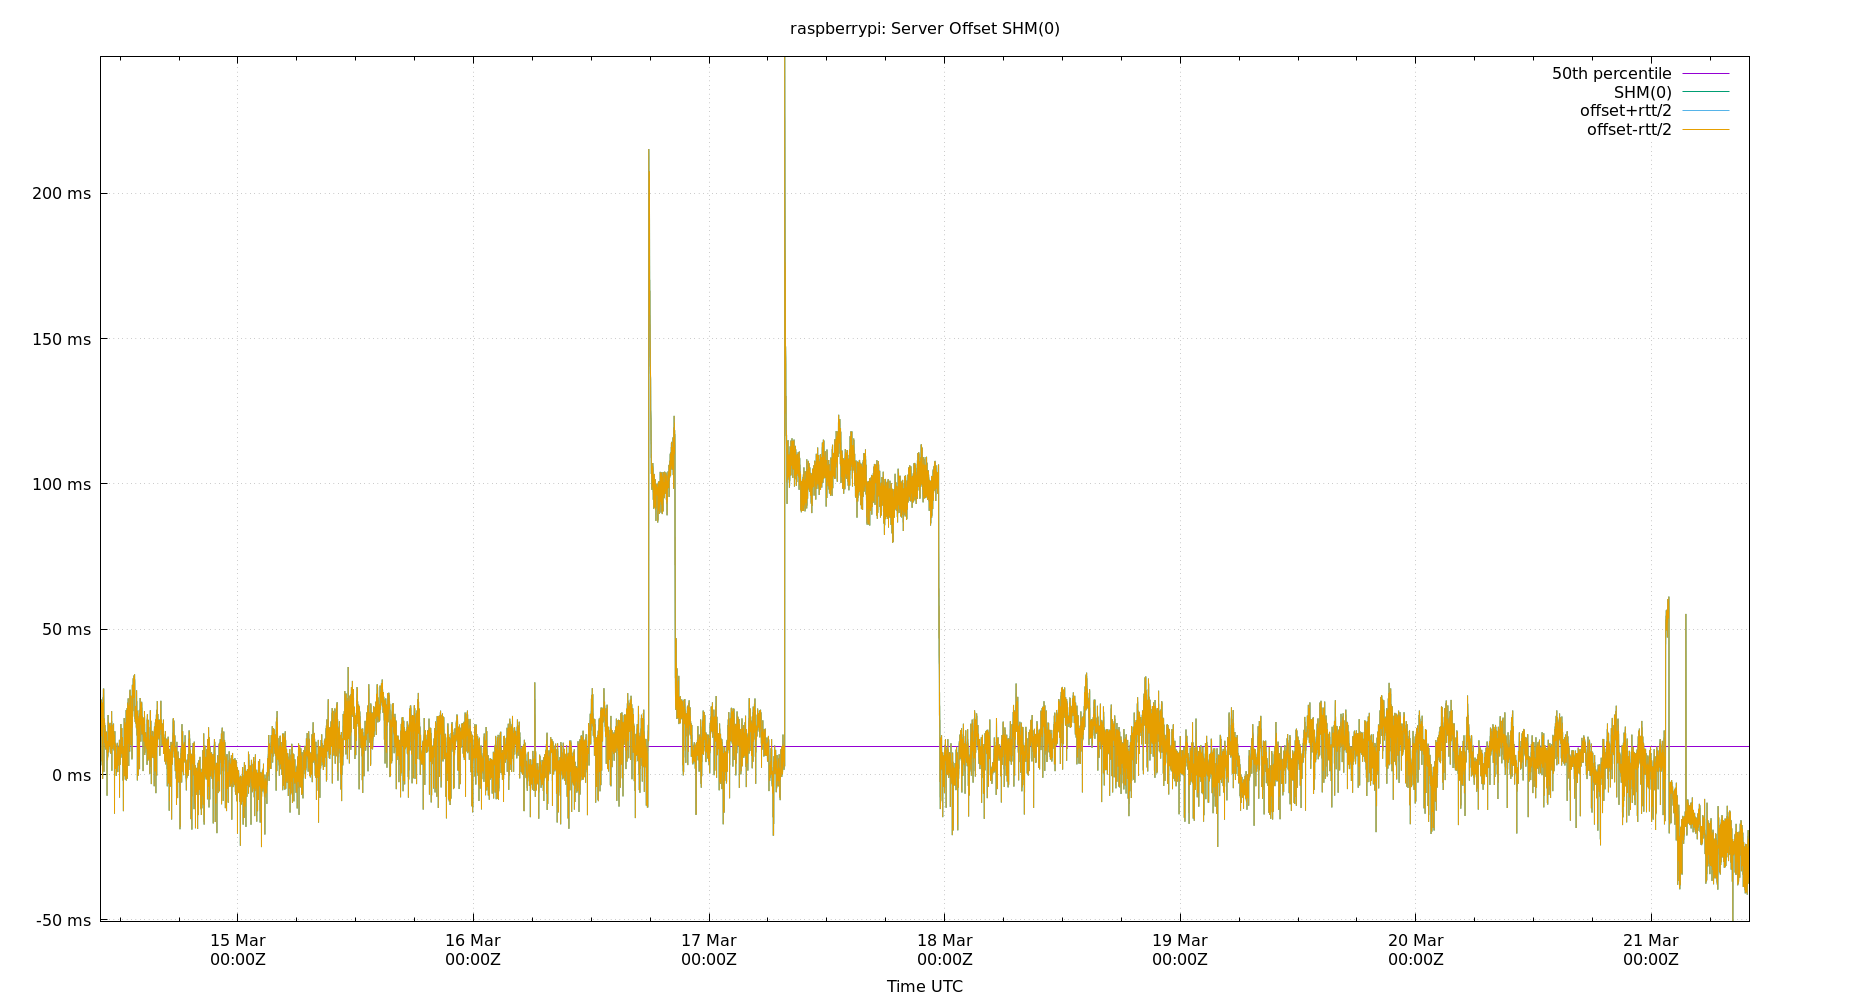 raspberrypi: Server Offset SHM(0)
50th percentile
SHM(0)
offset+rtt/2
offset-rtt/2
200 ms
150 ms
100 ms
50 ms
0 ms
-50 ms
15 Mar
00:00Z
16 Mar
00:00Z
17 Mar
00:00Z
18 Mar
00:00Z
19 Mar
00:00Z
20 Mar
00:00Z
21 Mar
00:00Z
Time UTC